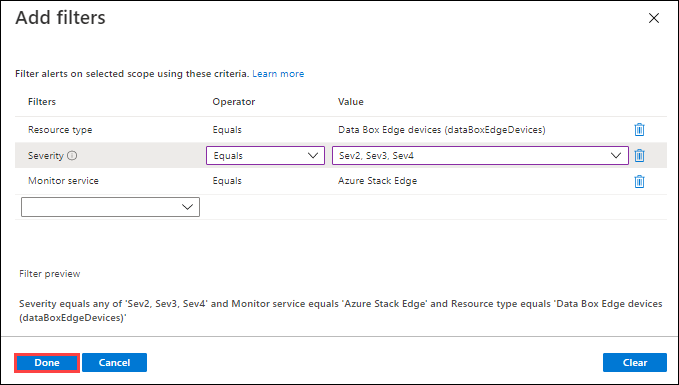 Add filters
Filter alerts on selected scope using these criteria. Learn more
Filters Operator Value
Resource type Equals Data Box Edge devices (dataBoxEdgeDevices)
Severity Equals Sev2, Sev3, Sev4
Monitor service Equals Azure Stack Edge
Filter preview
Severity equals any of 'Sev2, Sev3, Sev4' and Monitor service equals 'Azure Stack Edge' and Resource type equals 'Data Box Edge devices
(dataBoxEdgeDevices)'
Done Cancel Clear